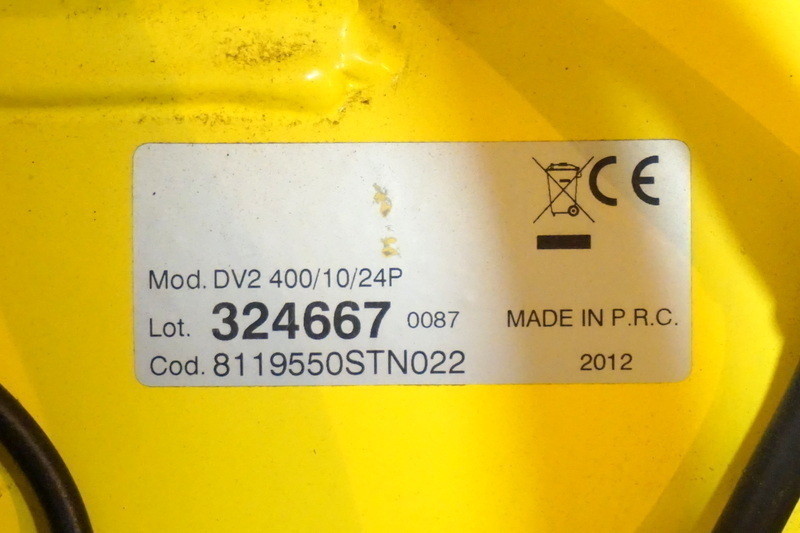 CE
Mod. DV2 400/10/24P
Lot. 324667 0087 MADE IN P.R.C.
Cod. 8119550STN022 2012